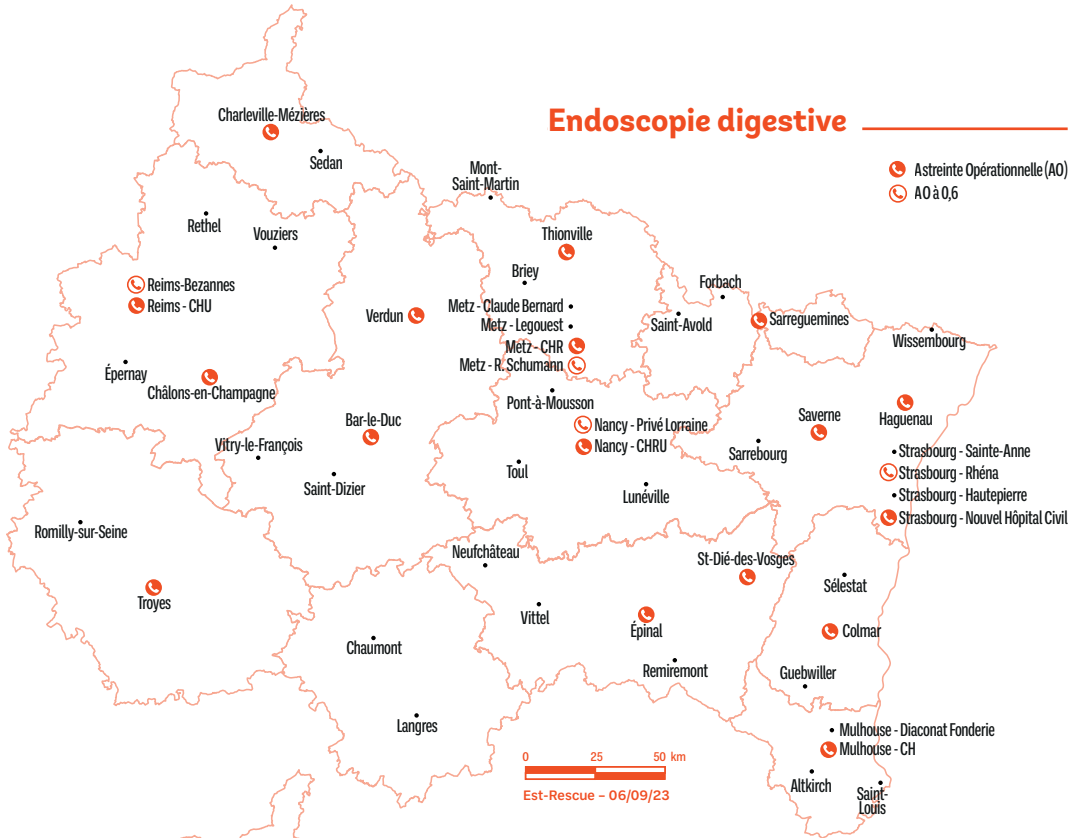 Endoscopie digestive
Astreinte Opérationnelle (AO)
AO à 0,6
Charleville-Mézières
Sedan
Mont-
Saint-Martin
Rethel
Vouziers
Thionville
Briey
Forbach
Reims-Bezannes
Reims - CHU
Verdun
Metz - Claude Bernard
Metz - Legouest
Metz - CHR
Metz - R. Schumann
Saint-Avold
Sarreguemines
Wissembourg
Épernay
Châlons-en-Champagne
Pont-à-Mousson
Bar-le-Duc
Nancy - Privé Lorraine
Nancy - CHRU
Saverne
Haguenau
Vitry-le-François
Saint-Dizier
Toul
Lunéville
Sarrebourg
Strasbourg - Sainte-Anne
Strasbourg - Rhéna
Strasbourg - Hautepierre
Strasbourg - Nouvel Hôpital Civil
Romilly-sur-Seine
Neufchâteau
St-Dié-des-Vosges
Sélestat
Troyes
Vittel
Épinal
Colmar
Chaumont
Remiremont
Guebwiller
Langres
Mulhouse - Diaconat Fonderie
Mulhouse - CH
Altkirch
Saint-
Louis
0 25 50 km
Est-Rescue - 06/09/23